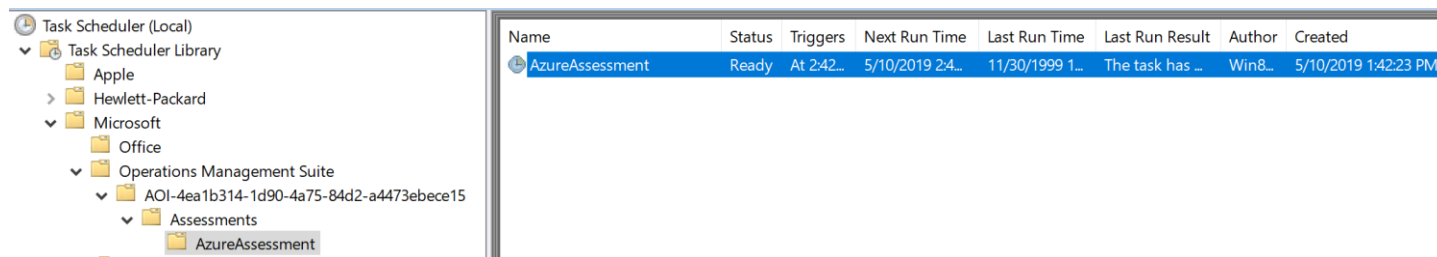 Task Scheduler (Local)
Task Scheduler Library
Apple
Hewlett-Packard
Microsoft
Office
Operations Management Suite
AOI-4ea1b314-1d90-4a75-84d2-a4473ebece15
Assessments
AzureAssessment
Name Status Triggers Next Run Time Last Run Time Last Run Result Author Created
AzureAssessment Ready At 2:42... 5/10/2019 2:4... 11/30/1999 1... The task has ... Win8... 5/10/2019 1:42:23 PM